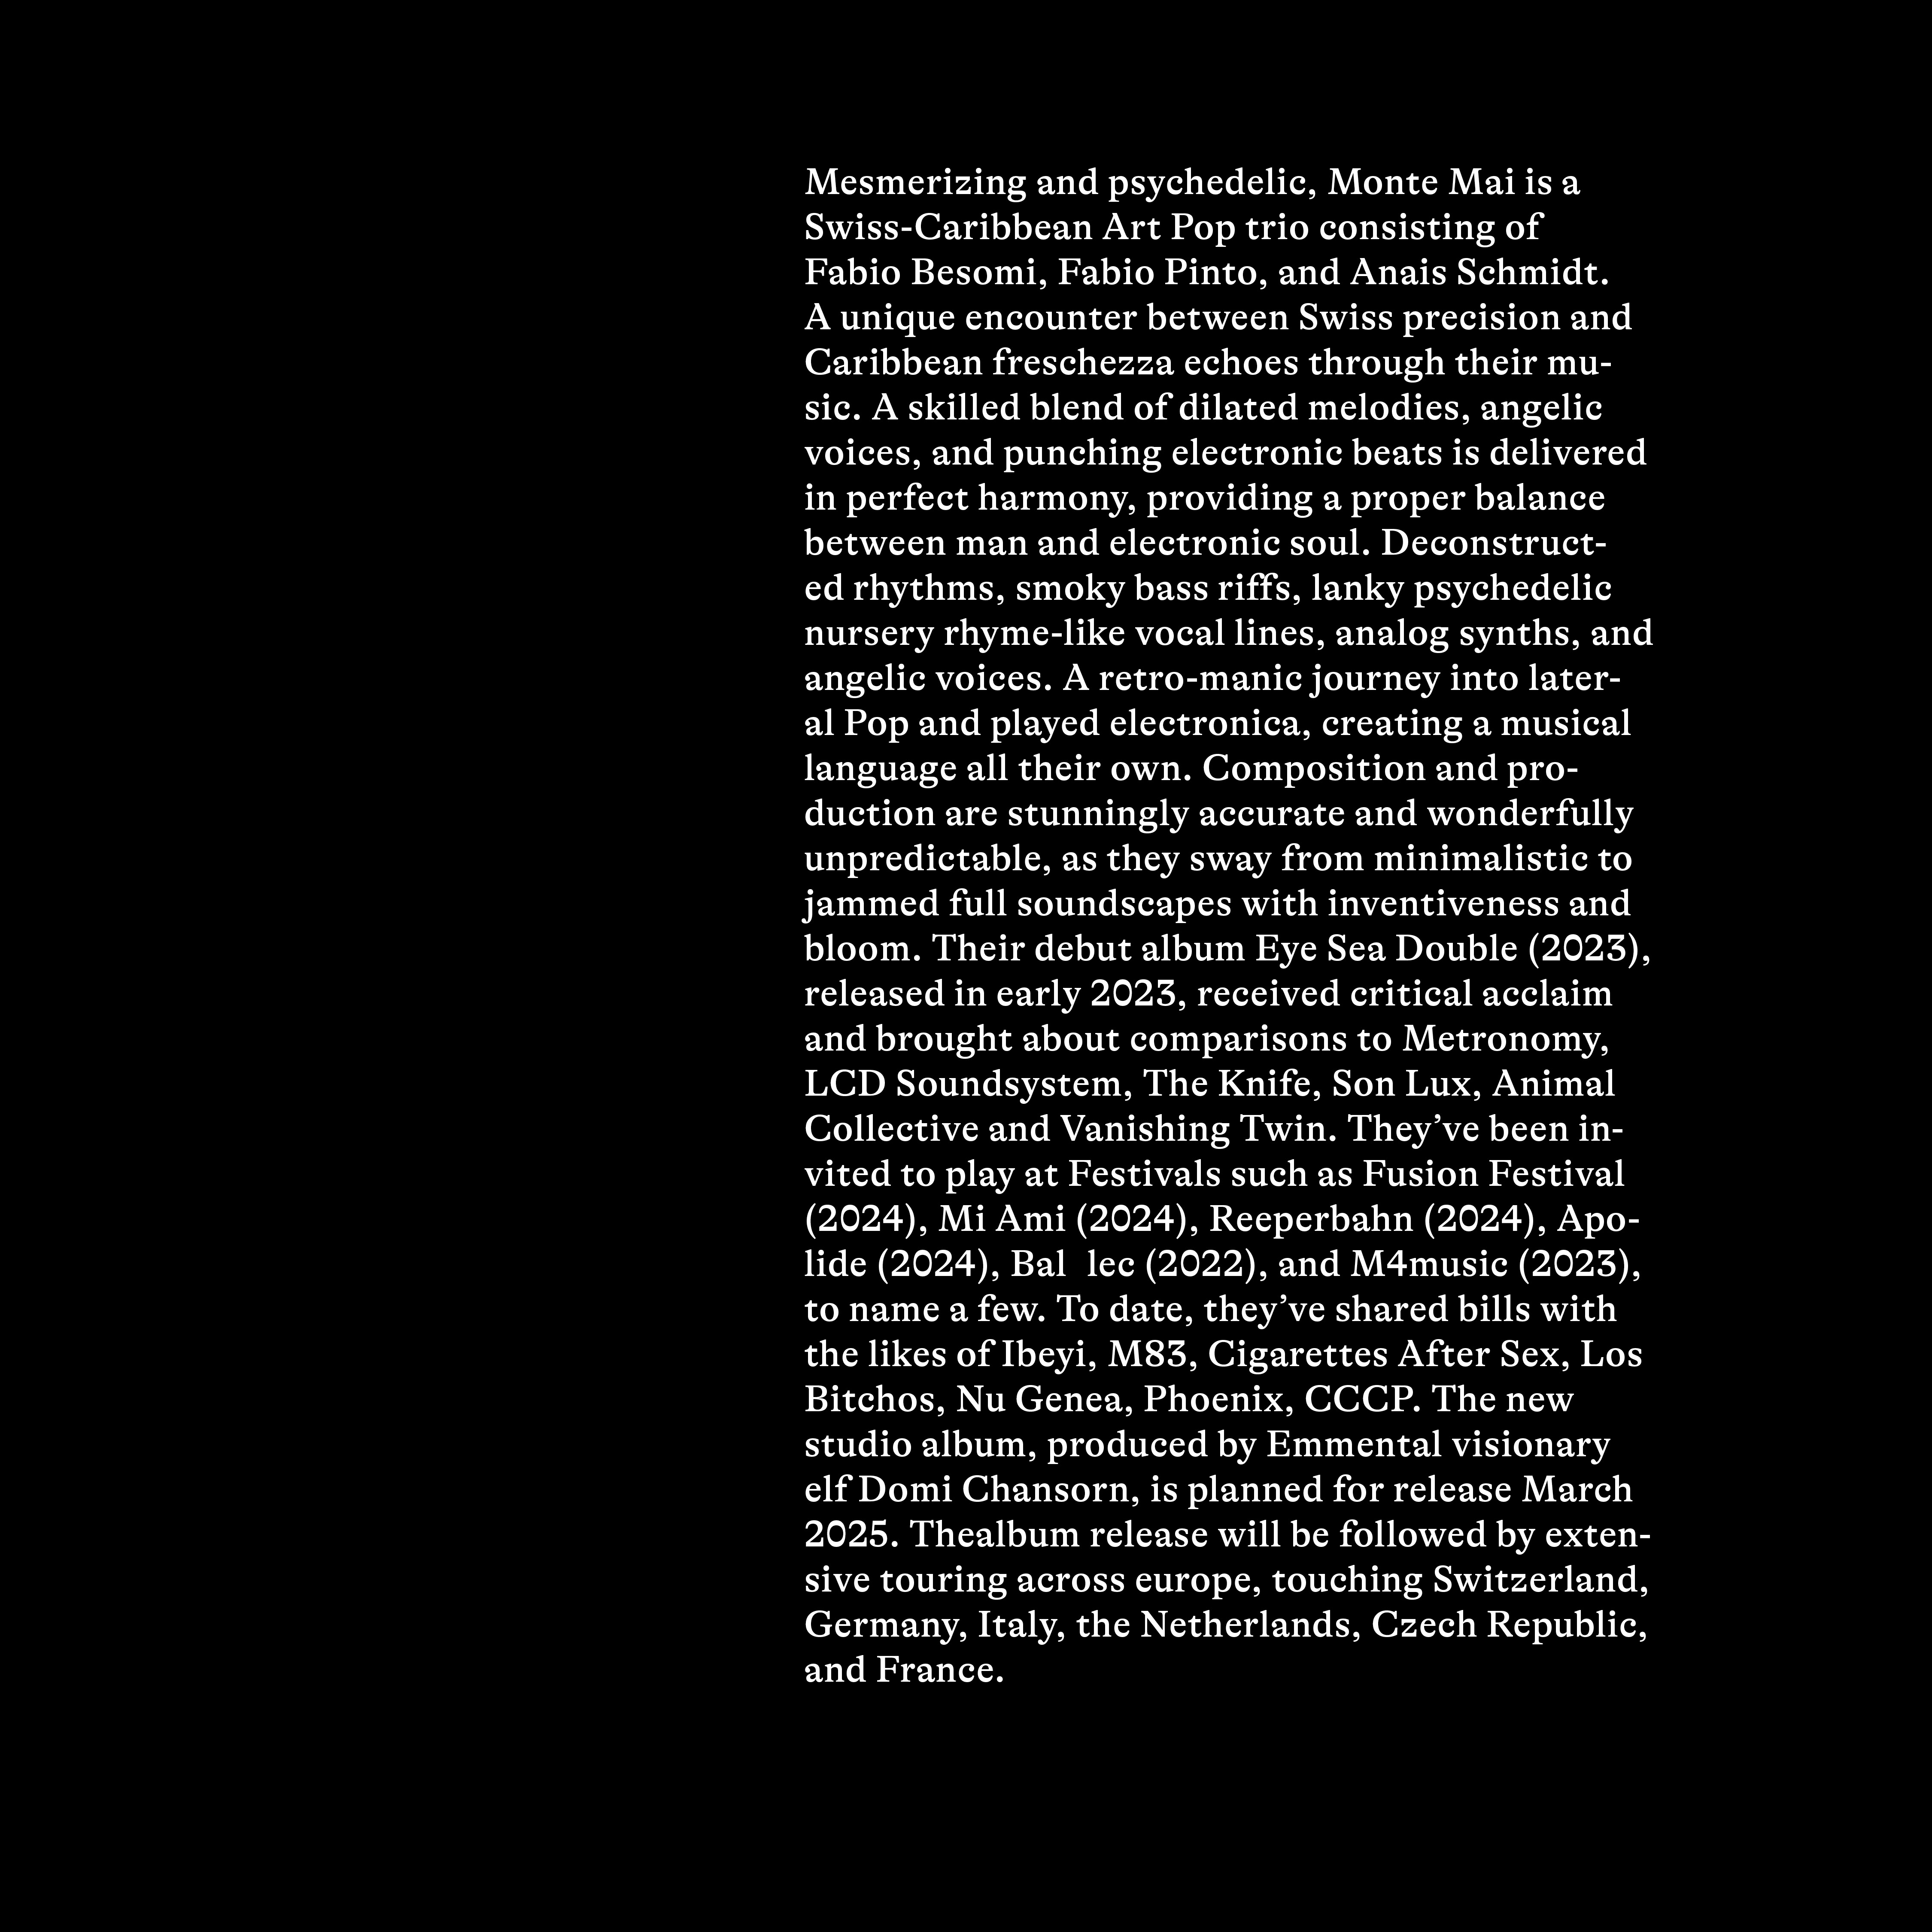 Mesmerizing and psychedelic, Monte Mai is a
Swiss-Caribbean Art Pop trio consisting of
Fabio Besomi, Fabio Pinto, and Anais Schmidt.
A unique encounter between Swiss precision and
Caribbean freschezza echoes through their mu-
sic. A skilled blend of dilated melodies, angelic
voices, and punching electronic beats is delivered
in perfect harmony, providing a proper balance
between man and electronic soul. Deconstruct-
ed rhythms, smoky bass riffs, lanky psychedelic
nursery rhyme-like vocal lines, analog synths, and
angelic voices. A retro-manic journey into later-
al Pop and played electronica, creating a musical
language all their own. Composition and pro-
duction are stunningly accurate and wonderfully
unpredictable, as they sway from minimalistic to
jammed full soundscapes with inventiveness and
bloom. Their debut album Eye Sea Double (2023),
released in early 2023, received critical acclaim
and brought about comparisons to Metronomy,
LCD Soundsystem, The Knife, Son Lux, Animal
Collective and Vanishing Twin. They’ve been in-
vited to play at Festivals such as Fusion Festival
(2024), Mi Ami (2024), Reeperbahn (2024), Apo-
lide (2024), Bal  lec (2022), and M4music (2023),
to name a few. To date, they’ve shared bills with
the likes of Ibeyi, M83, Cigarettes After Sex, Los
Bitchos, Nu Genea, Phoenix, CCCP. The new
studio album, produced by Emmental visionary
elf Domi Chansorn, is planned for release March
2025. Thealbum release will be followed by exten-
sive touring across europe, touching Switzerland,
Germany, Italy, the Netherlands, Czech Republic,
and France.